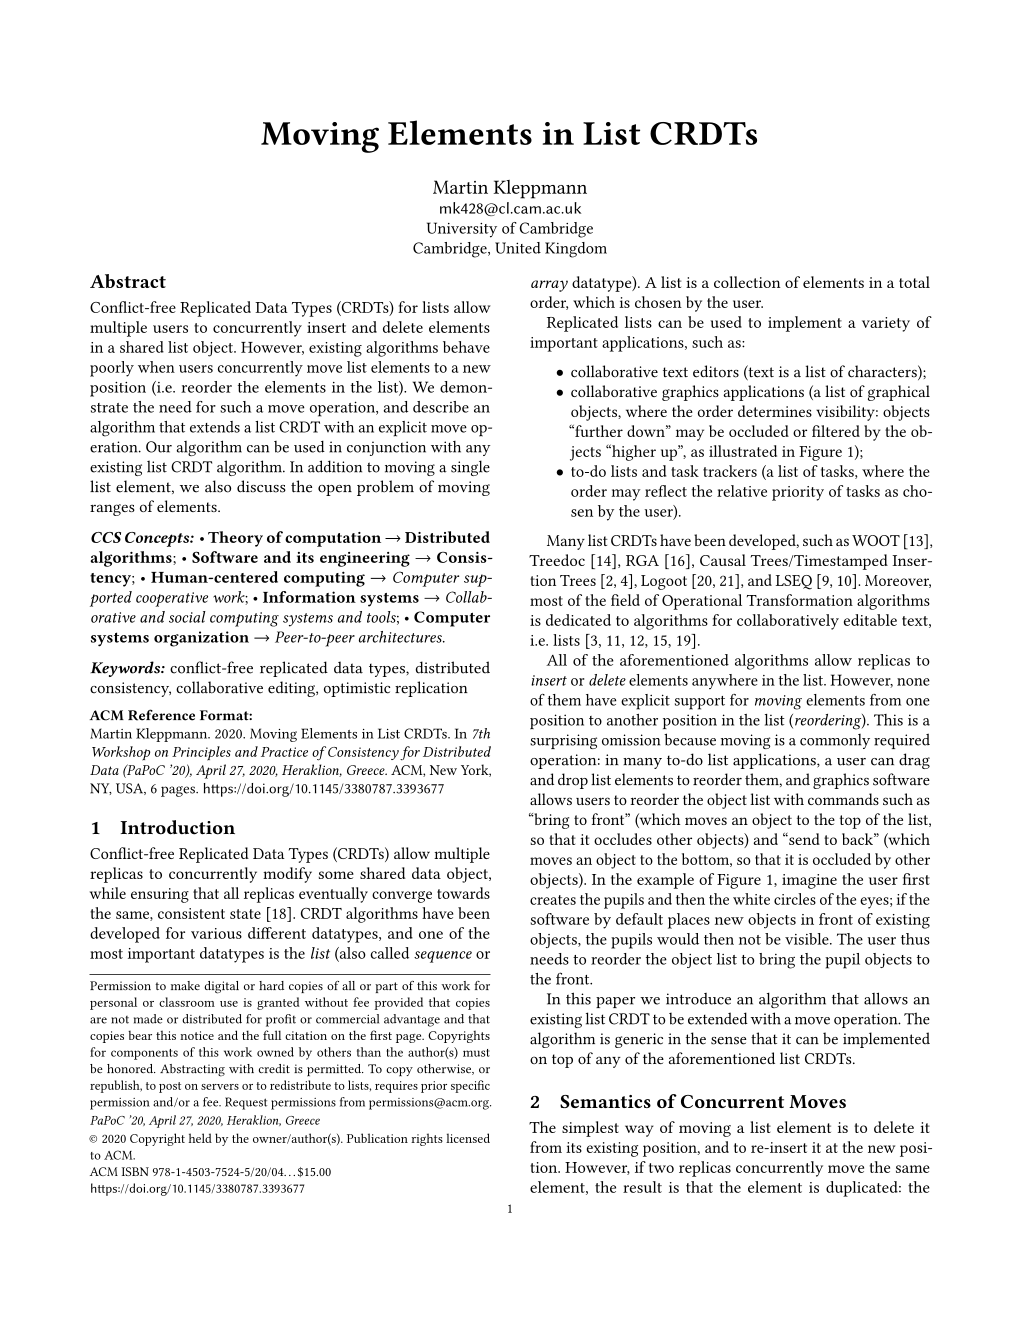 Moving Elements in List CRDTs
Martin Kleppmann
mk428@cl.cam.ac.uk
University of Cambridge
Cambridge, United Kingdom
Abstract
Conflict-free Replicated Data Types (CRDTs) for lists allow
multiple users to concurrently insert and delete elements
in a shared list object. However, existing algorithms behave
poorly when users concurrently move list elements to a new
position (i.e. reorder the elements in the list). We demon-
strate the need for such a move operation, and describe an
algorithm that extends a list CRDT with an explicit move op-
eration. Our algorithm can be used in conjunction with any
existing list CRDT algorithm. In addition to moving a single
list element, we also discuss the open problem of moving
ranges of elements.
CCS Concepts: • Theory of computation → Distributed
algorithms; • Software and its engineering → Consis-
tency; • Human-centered computing → Computer sup-
ported cooperative work; • Information systems → Collab-
orative and social computing systems and tools; • Computer
systems organization → Peer-to-peer architectures.
Keywords: conflict-free replicated data types, distributed
consistency, collaborative editing, optimistic replication
ACM Reference Format:
Martin Kleppmann. 2020. Moving Elements in List CRDTs. In 7th
Workshop on Principles and Practice of Consistency for Distributed
Data (PaPoC ’20), April 27, 2020, Heraklion, Greece. ACM, New York,
NY, USA, 6 pages. https://doi.org/10.1145/3380787.3393677
1 Introduction
Conflict-free Replicated Data Types (CRDTs) allow multiple
replicas to concurrently modify some shared data object,
while ensuring that all replicas eventually converge towards
the same, consistent state [18]. CRDT algorithms have been
developed for various different datatypes, and one of the
most important datatypes is the list (also called sequence or
Permission to make digital or hard copies of all or part of this work for
personal or classroom use is granted without fee provided that copies
are not made or distributed for profit or commercial advantage and that
copies bear this notice and the full citation on the first page. Copyrights
for components of this work owned by others than the author(s) must
be honored. Abstracting with credit is permitted. To copy otherwise, or
republish, to post on servers or to redistribute to lists, requires prior specific
permission and/or a fee. Request permissions from permissions@acm.org.
PaPoC ’20, April 27, 2020, Heraklion, Greece
© 2020 Copyright held by the owner/author(s). Publication rights licensed
to ACM.
ACM ISBN 978-1-4503-7524-5/20/04…$15.00
https://doi.org/10.1145/3380787.3393677
array datatype). A list is a collection of elements in a total
order, which is chosen by the user.
Replicated lists can be used to implement a variety of
important applications, such as:
• collaborative text editors (text is a list of characters);
• collaborative graphics applications (a list of graphical
objects, where the order determines visibility: objects
“further down” may be occluded or filtered by the ob-
jects “higher up”, as illustrated in Figure 1);
• to-do lists and task trackers (a list of tasks, where the
order may reflect the relative priority of tasks as cho-
sen by the user).
Many list CRDTs have been developed, such as WOOT [13],
Treedoc [14], RGA [16], Causal Trees/Timestamped Inser-
tion Trees [2, 4], Logoot [20, 21], and LSEQ [9, 10]. Moreover,
most of the field of Operational Transformation algorithms
is dedicated to algorithms for collaboratively editable text,
i.e. lists [3, 11, 12, 15, 19].
All of the aforementioned algorithms allow replicas to
insert or delete elements anywhere in the list. However, none
of them have explicit support for moving elements from one
position to another position in the list (reordering). This is a
surprising omission because moving is a commonly required
operation: in many to-do list applications, a user can drag
and drop list elements to reorder them, and graphics software
allows users to reorder the object list with commands such as
“bring to front” (which moves an object to the top of the list,
so that it occludes other objects) and “send to back” (which
moves an object to the bottom, so that it is occluded by other
objects). In the example of Figure 1, imagine the user first
creates the pupils and then the white circles of the eyes; if the
software by default places new objects in front of existing
objects, the pupils would then not be visible. The user thus
needs to reorder the object list to bring the pupil objects to
the front.
In this paper we introduce an algorithm that allows an
existing list CRDT to be extended with a move operation. The
algorithm is generic in the sense that it can be implemented
on top of any of the aforementioned list CRDTs.
2 Semantics of Concurrent Moves
The simplest way of moving a list element is to delete it
from its existing position, and to re-insert it at the new posi-
tion. However, if two replicas concurrently move the same
element, the result is that the element is duplicated: the
1